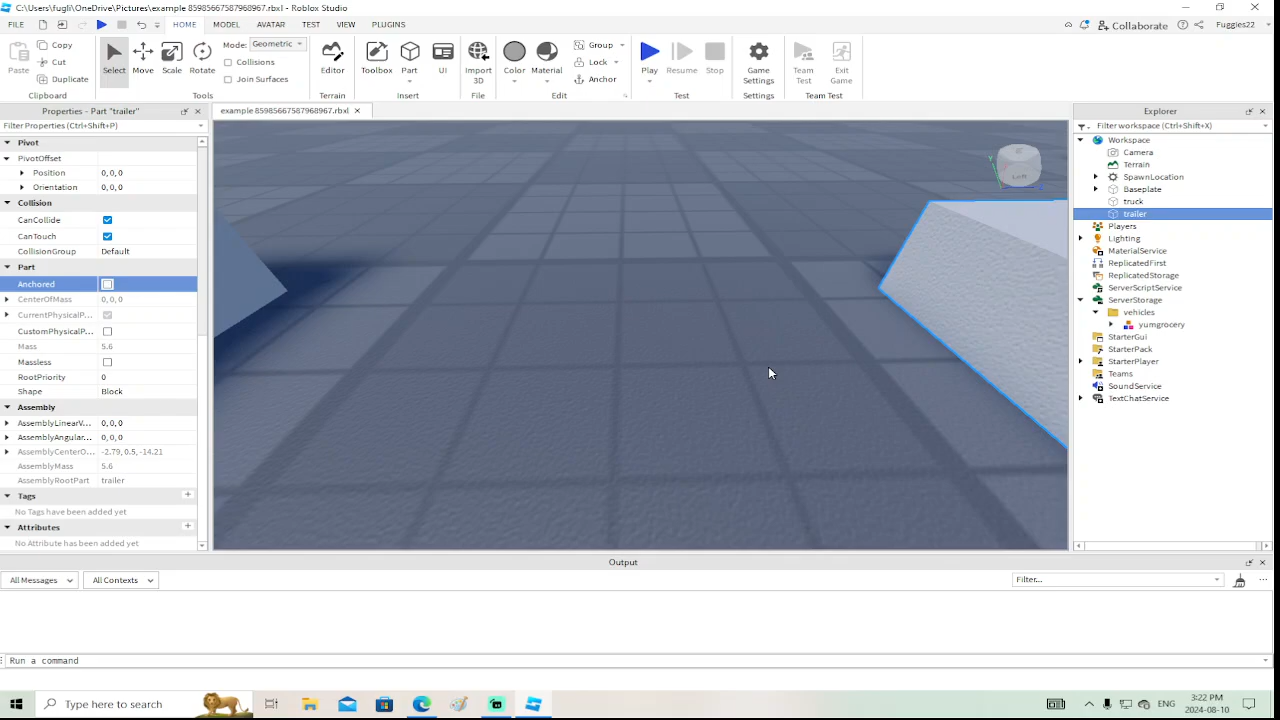 C:\Users\fugli\OneDrive\Pictures\example 85985667587968967.rbxl - Roblox Studio
FILE HOME MODEL AVATAR TEST VIEW PLUGINS
Collaborate Fuggies22
Paste Copy Cut Duplicate
Clipboard
Select Move Scale Rotate
Mode: Geometric
Collisions
Join Surfaces
Tools
Editor
Terrain
Toolbox Part UI
Insert
Import 3D
File
Color Material Group Lock Anchor
Edit
Play Resume Stop
Test
Game Settings
Settings
Team Test Exit Game
Team Test
Properties - Part "trailer"
Filter Properties (Ctrl+Shift+P)
Pivot
PivotOffset
Position 0, 0, 0
Orientation 0, 0, 0
Collision
CanCollide
CanTouch
CollisionGroup Default
Part
Anchored
CenterOfMass 0, 0, 0
CurrentPhysicalP...
CustomPhysicalP...
Mass 5.6
Massless
RootPriority 0
Shape Block
Assembly
AssemblyLinearV... 0, 0, 0
AssemblyAngular... 0, 0, 0
AssemblyCenterO... -2.79, 0.5, -14.21
AssemblyMass 5.6
AssemblyRootPart trailer
Tags
No Tags have been added yet
Attributes
No Attribute has been added yet
example 85985667587968967.rbxl
Y
Left
Explorer
Filter workspace (Ctrl+Shift+X)
Workspace
Camera
Terrain
SpawnLocation
Baseplate
truck
trailer
Players
Lighting
MaterialService
ReplicatedFirst
ReplicatedStorage
ServerScriptService
ServerStorage
vehicles
yumgrocery
StarterGui
StarterPack
StarterPlayer
Teams
SoundService
TextChatService
Output
All Messages All Contexts Filter...
Run a command
Type here to search
ENG
3:22 PM
2024-08-10